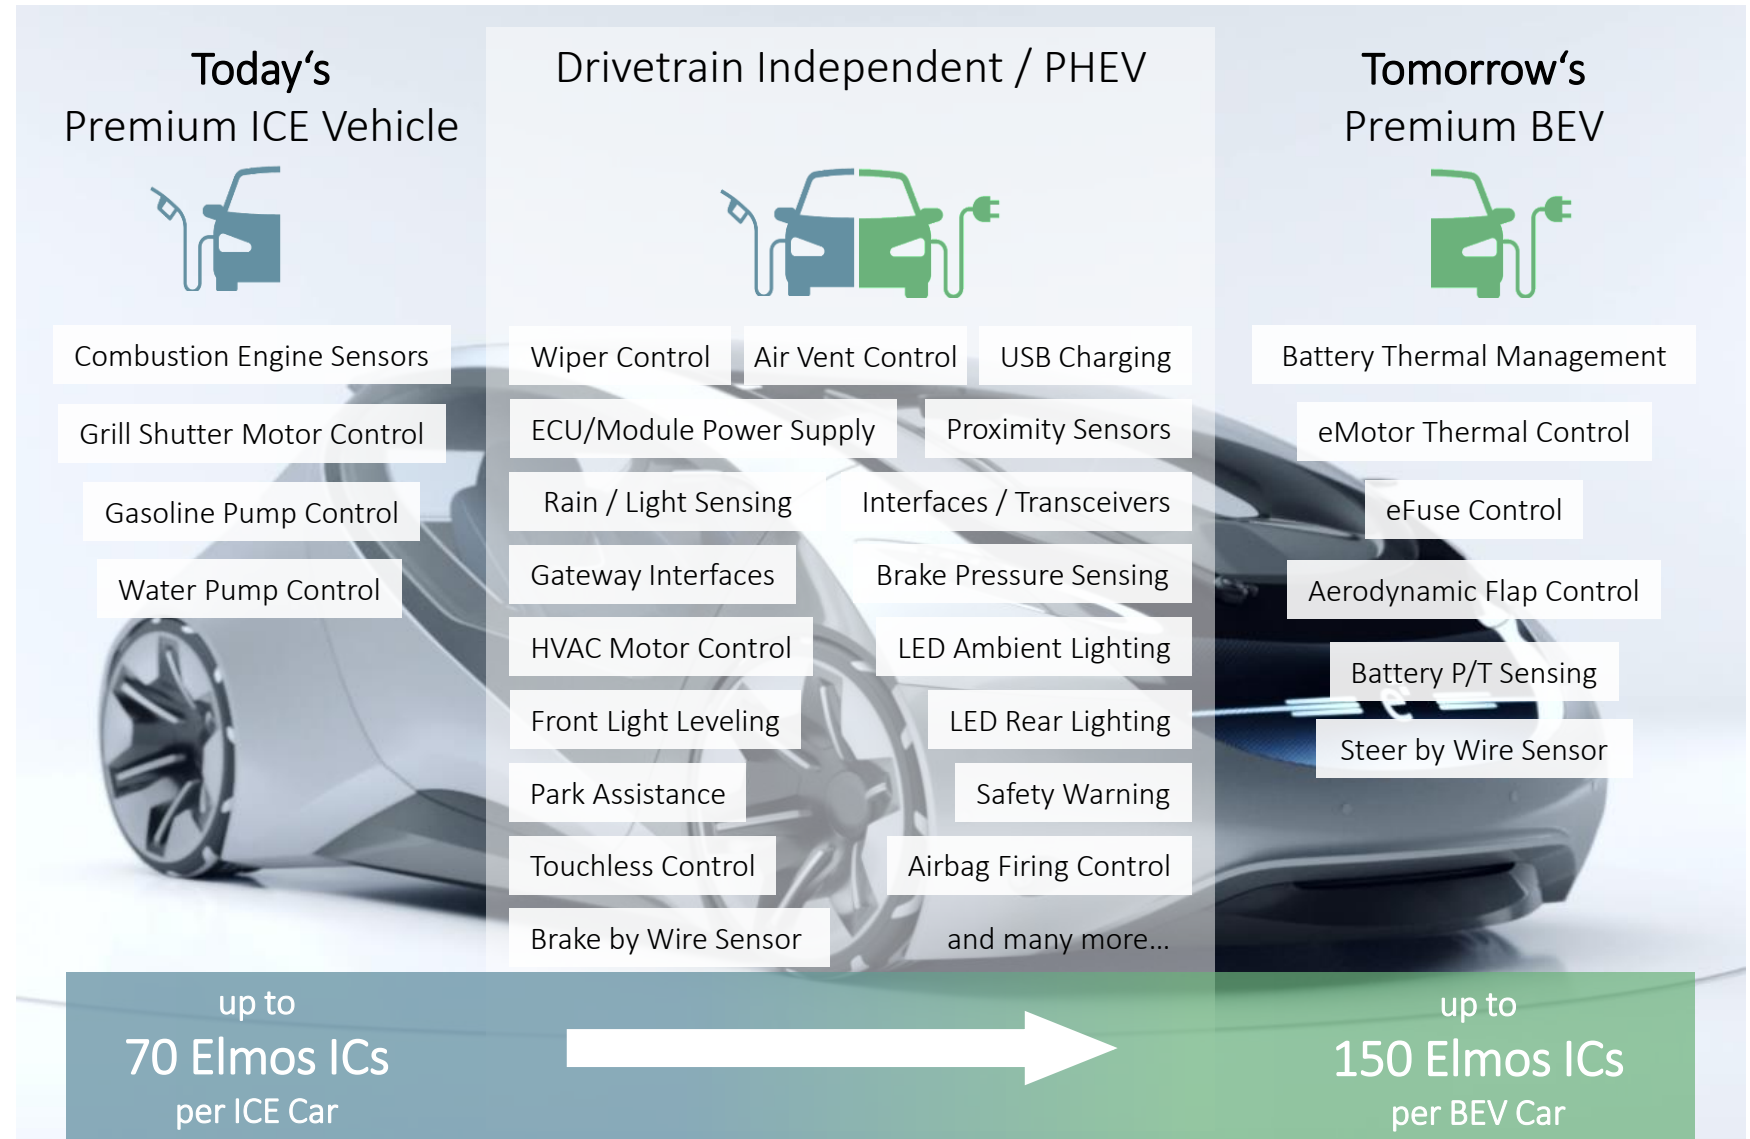 Today‘s
Premium ICE Vehicle
Combustion Engine Sensors
Grill Shutter Motor Control
Gasoline Pump Control
Water Pump Control
Drivetrain Independent / PHEV
Wiper Control
Air Vent Control
USB Charging
ECU/Module Power Supply
Proximity Sensors
Rain / Light Sensing
Interfaces / Transceivers
Gateway Interfaces
Brake Pressure Sensing
HVAC Motor Control
LED Ambient Lighting
Front Light Leveling
LED Rear Lighting
Park Assistance
Safety Warning
Touchless Control
Airbag Firing Control
Brake by Wire Sensor
and many more...
Tomorrow‘s
Premium BEV
Battery Thermal Management
eMotor Thermal Control
eFuse Control
Aerodynamic Flap Control
Battery P/T Sensing
e
Steer by Wire Sensor
up to
70 Elmos ICs
per ICE Car
up to
150 Elmos ICs
per BEV Car